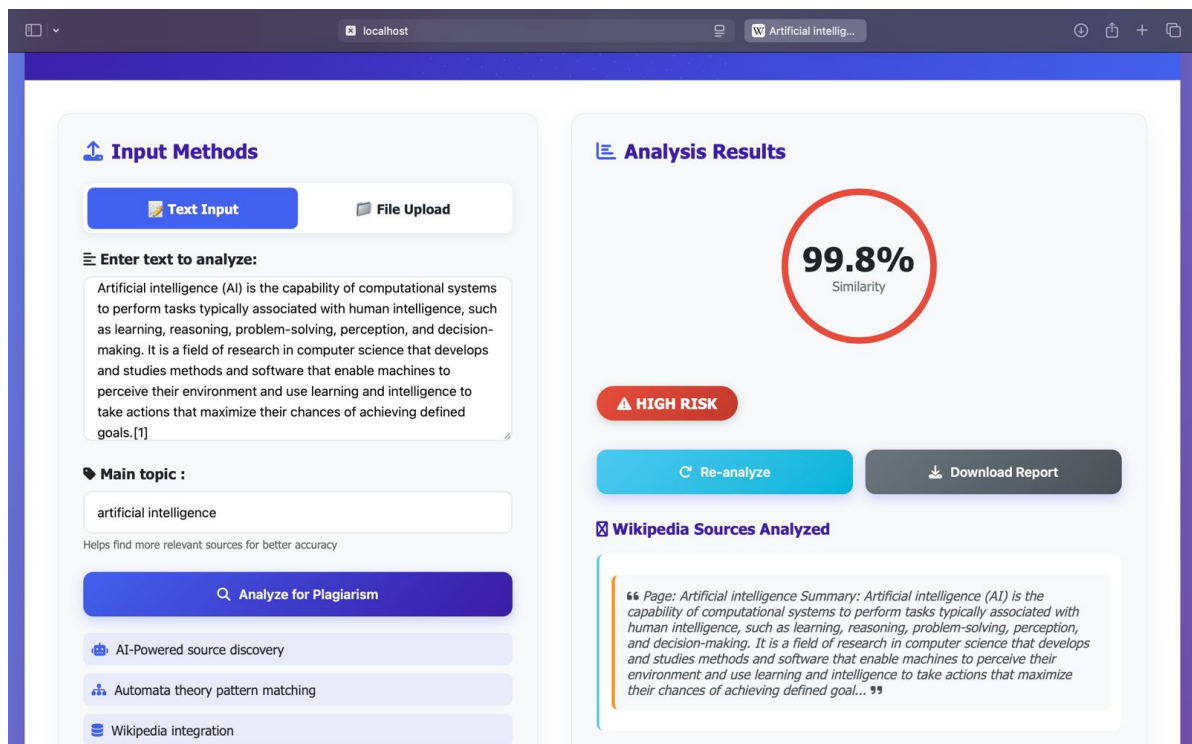 localhost
Artificial intellig...
Input Methods
Text Input
File Upload
Enter text to analyze:
Artificial intelligence (AI) is the capability of computational systems
to perform tasks typically associated with human intelligence, such
as learning, reasoning, problem-solving, perception, and decision-
making. It is a field of research in computer science that develops
and studies methods and software that enable machines to
perceive their environment and use learning and intelligence to
take actions that maximize their chances of achieving defined
goals.[1]
Main topic :
artificial intelligence
Helps find more relevant sources for better accuracy
Analyze for Plagiarism
AI-Powered source discovery
Automata theory pattern matching
Wikipedia integration
Analysis Results
99.8%
Similarity
HIGH RISK
Re-analyze
Download Report
Wikipedia Sources Analyzed
❝ Page: Artificial intelligence Summary: Artificial intelligence (AI) is the
capability of computational systems to perform tasks typically associated with
human intelligence, such as learning, reasoning, problem-solving, perception,
and decision-making. It is a field of research in computer science that develops
and studies methods and software that enable machines to perceive their
environment and use learning and intelligence to take actions that maximize
their chances of achieving defined goal... ❞